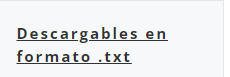 Descargables en
formato .txt